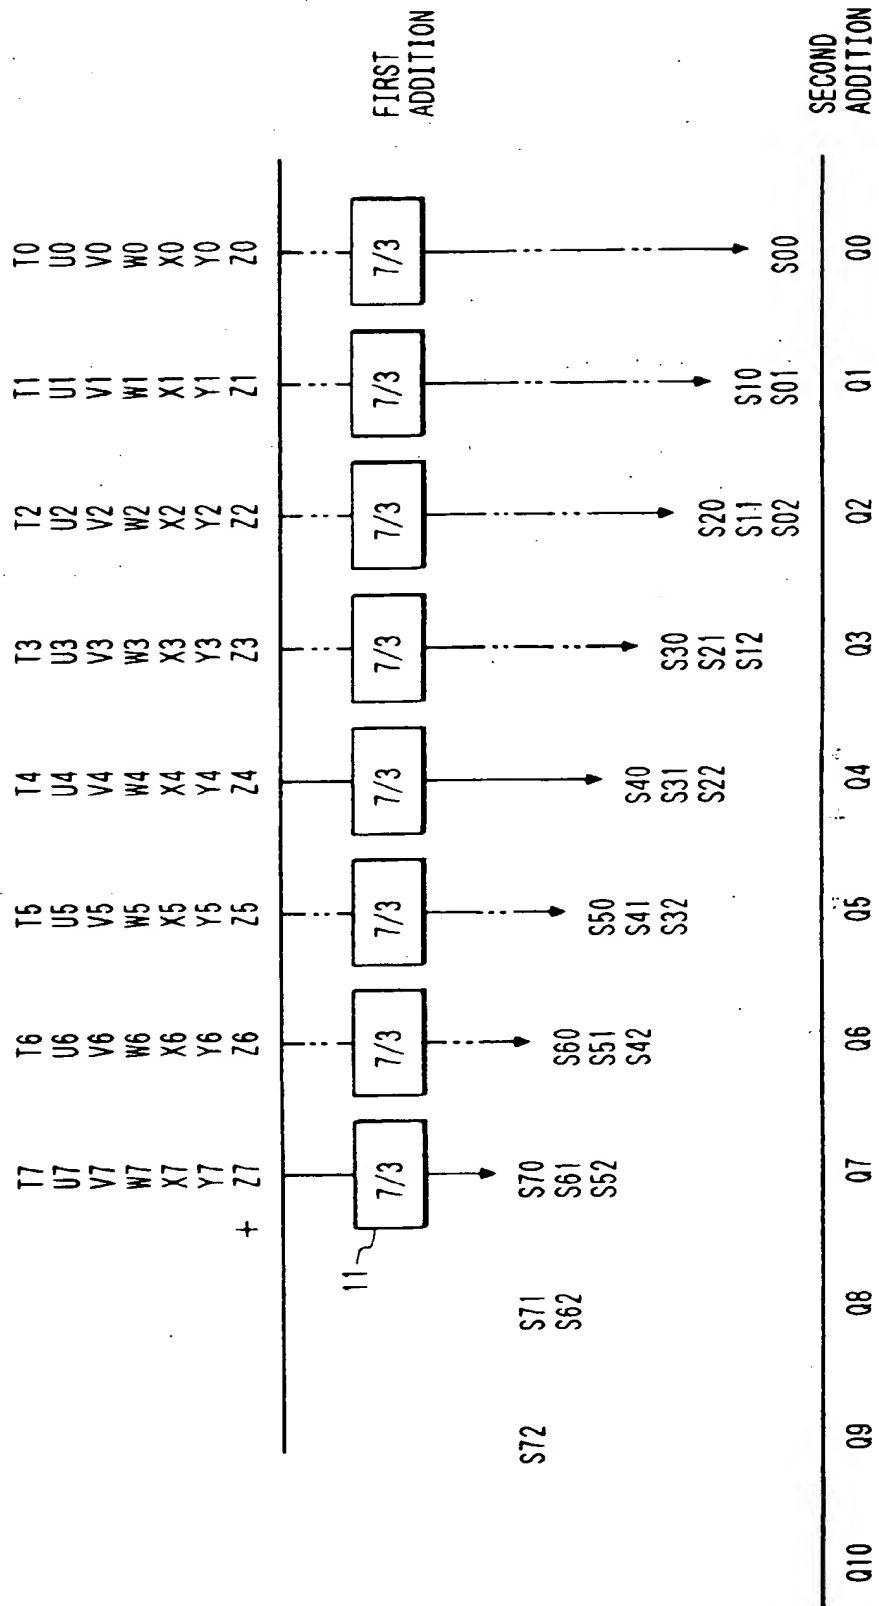 T7 T6 T5 T4 T3 T2 T1 T0
U7 U6 U5 U4 U3 U2 U1 U0
V7 V6 V5 V4 V3 V2 V1 V0
W7 W6 W5 W4 W3 W2 W1 W0
X7 X6 X5 X4 X3 X2 X1 X0
Y7 Y6 Y5 Y4 Y3 Y2 Y1 Y0
+ Z7 Z6 Z5 Z4 Z3 Z2 Z1 Z0
11 7/3 7/3 7/3 7/3 7/3 7/3 7/3 7/3 FIRST
ADDITION
S72 S71 S70
S62 S61 S60
S52 S51 S50
S42 S41 S40
S32 S31 S30
S22 S21 S20
S12 S11 S10
S02 S01 S00
SECOND
Q10 Q9 Q8 Q7 Q6 Q5 Q4 Q3 Q2 Q1 Q0 ADDITION